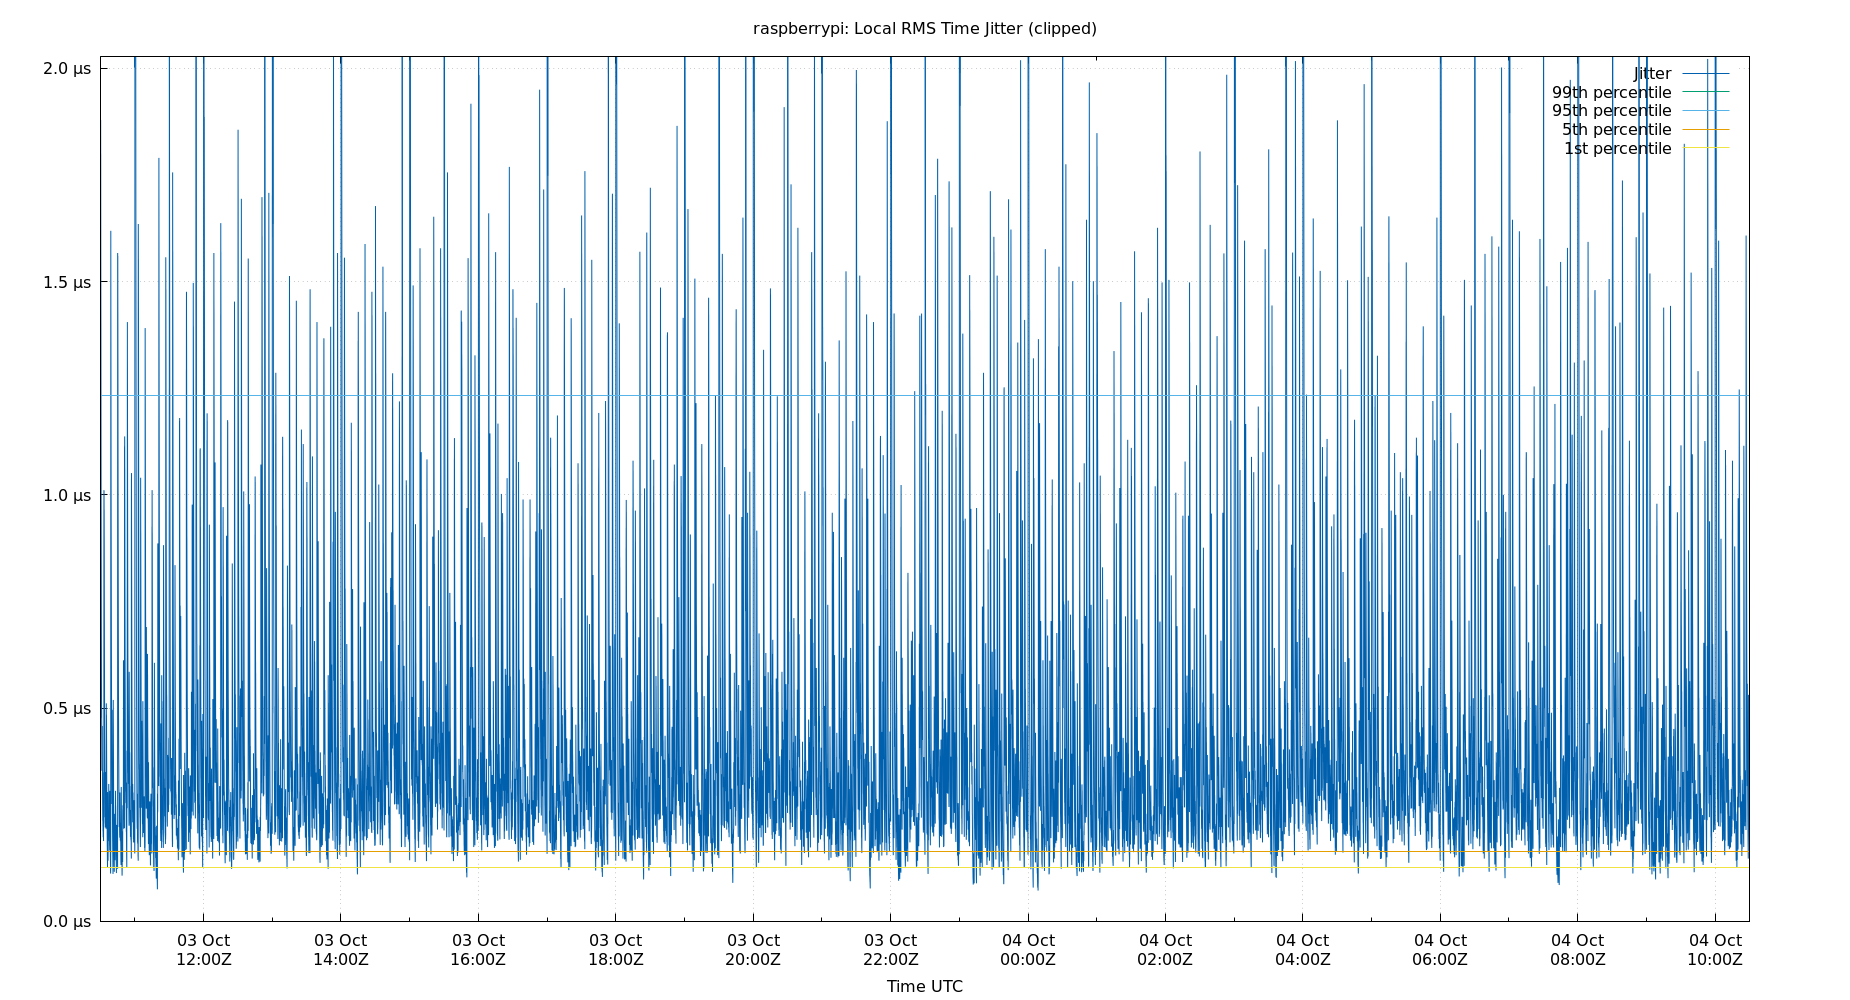 raspberrypi: Local RMS Time Jitter (clipped)
2.0 μs
1.5 μs
1.0 μs
0.5 μs
0.0 μs
Jitter
99th percentile
95th percentile
5th percentile
1st percentile
03 Oct 03 Oct 03 Oct 03 Oct 03 Oct 03 Oct 04 Oct 04 Oct 04 Oct 04 Oct 04 Oct 04 Oct
12:00Z 14:00Z 16:00Z 18:00Z 20:00Z 22:00Z 00:00Z 02:00Z 04:00Z 06:00Z 08:00Z 10:00Z
Time UTC